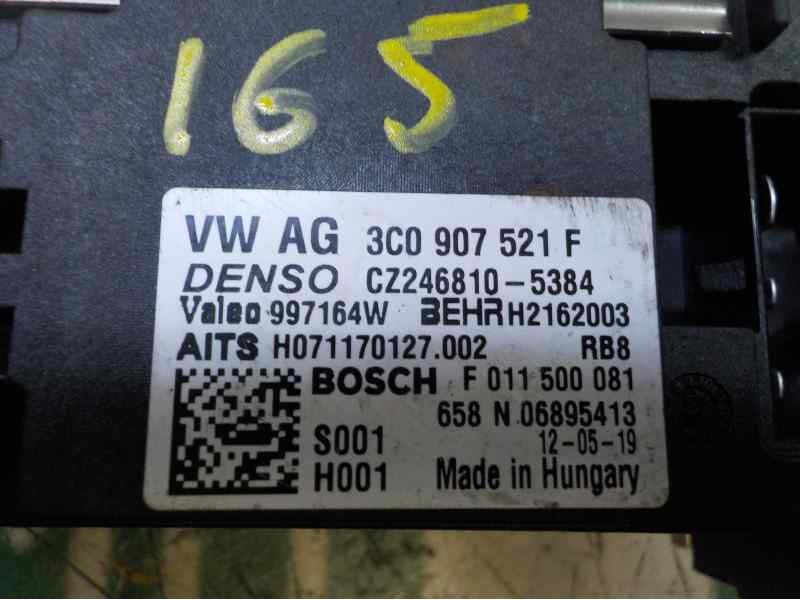 165
VW AG 3C0 907 521 F
DENSO CZ246810-5384
Valeo 997164W BEHR H2162003
AITS H071170127.002 RB8
BOSCH F 011 500 081
658 N 06895413
S001 12-05-19
H001 Made in Hungary